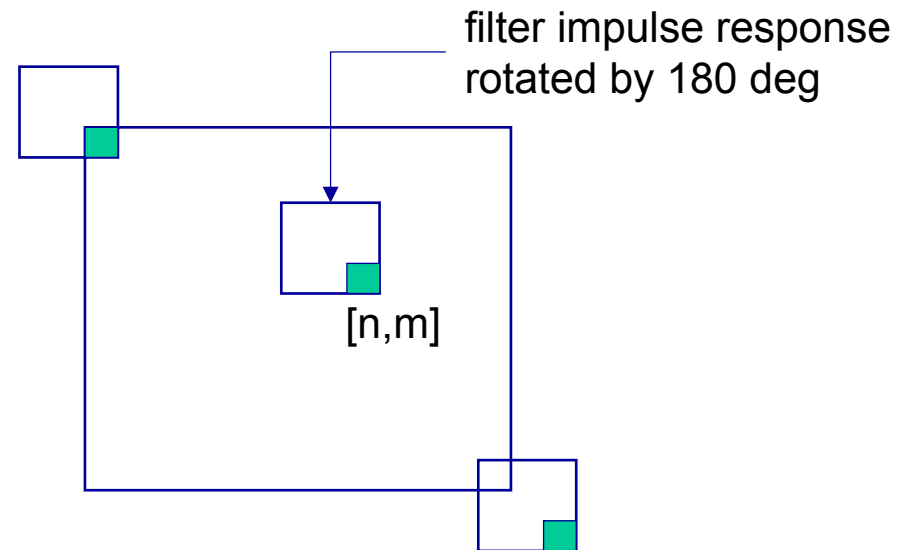 filter impulse response
rotated by 180 deg
[n,m]